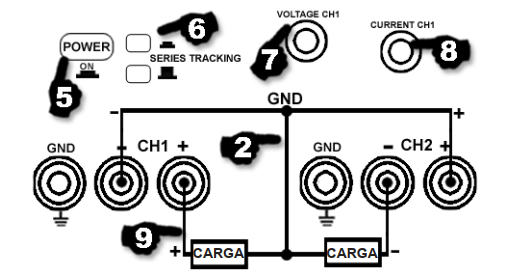 6
VOLTAGE CH1
CURRENT CH1
POWER
7
8
ON
SERIES TRACKING
5
GND
- +
2
GND - CH1 +
GND - CH2 +
9
+ CARGA CARGA -